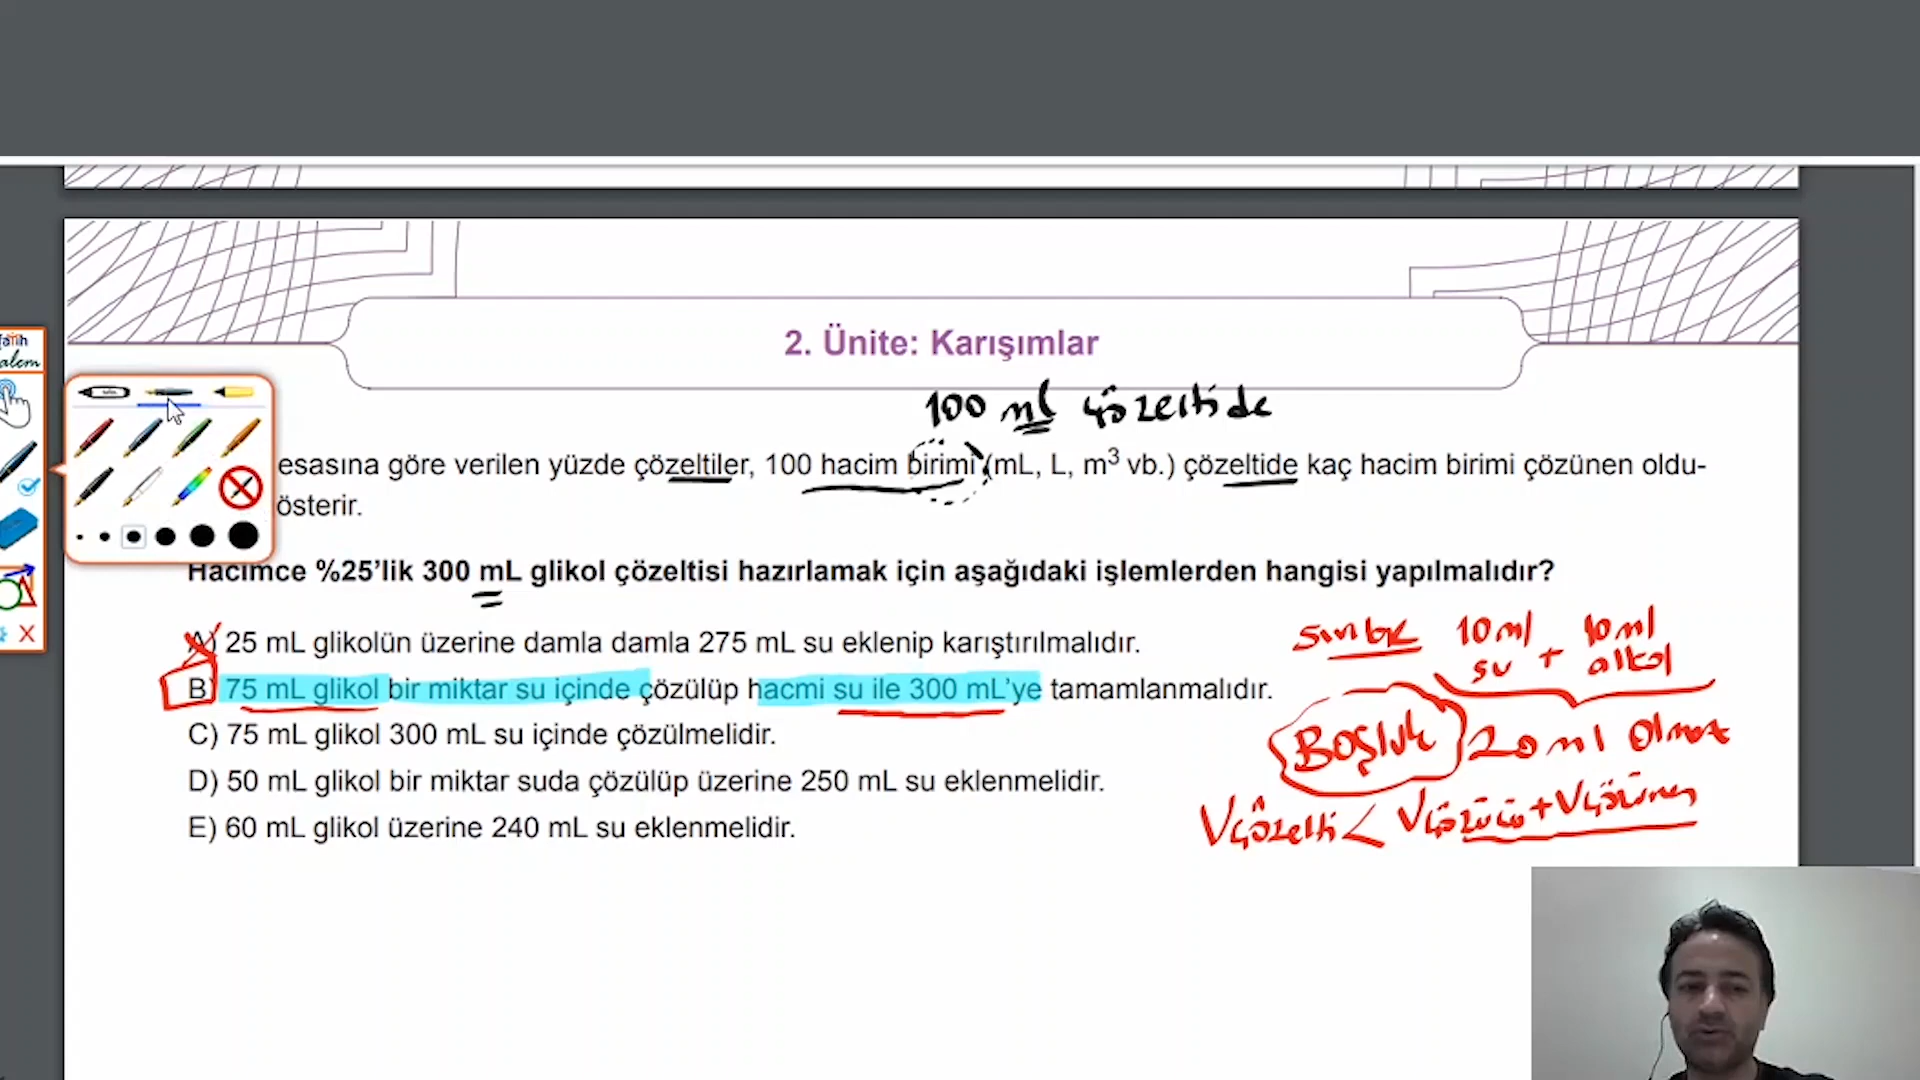 fatih
kalem
2. Ünite: Karışımlar
100 ml çözeltide
esasına göre verilen yüzde çözeltiler, 100 hacim birimi (mL, L, m³ vb.) çözeltide kaç hacim birimi çözünen oldu-
österir.
Hacimce %25’lik 300 mL glikol çözeltisi hazırlamak için aşağıdaki işlemlerden hangisi yapılmalıdır?
A) 25 mL glikolün üzerine damla damla 275 mL su eklenip karıştırılmalıdır.
B) 75 mL glikol bir miktar su içinde çözülüp hacmi su ile 300 mL’ye tamamlanmalıdır.
C) 75 mL glikol 300 mL su içinde çözülmelidir.
D) 50 mL glikol bir miktar suda çözülüp üzerine 250 mL su eklenmelidir.
E) 60 mL glikol üzerine 240 mL su eklenmelidir.
10 ml 10 ml
su + alkol
Boşluk 20 ml olmaz
Vçözelti < Vçözücü + Vçözünen